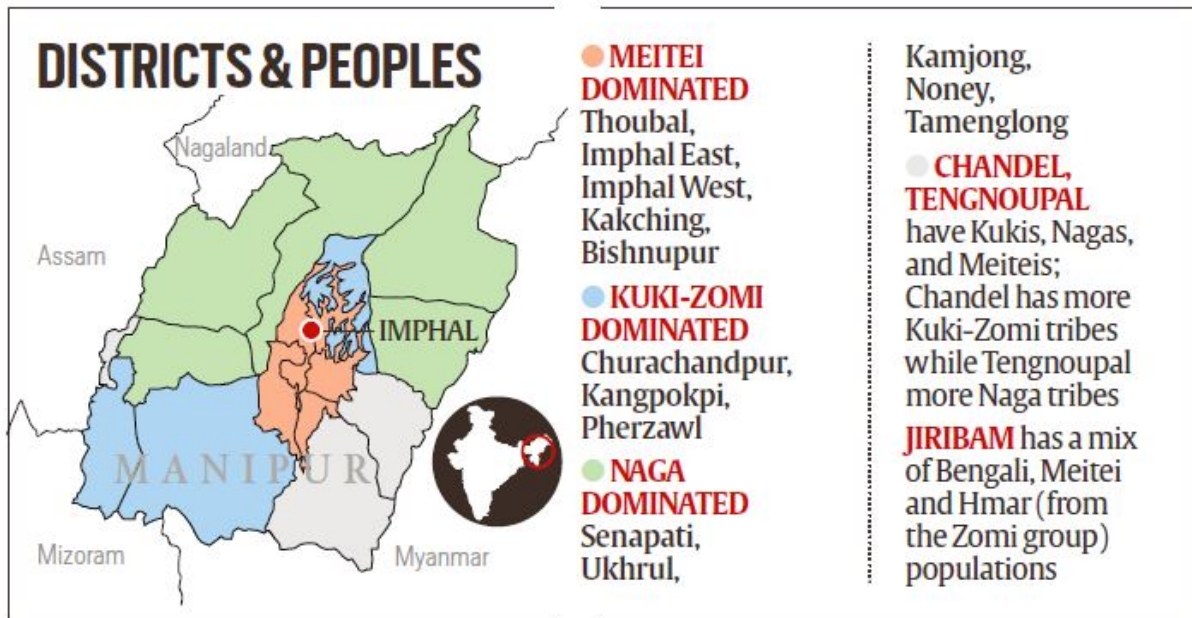 DISTRICTS & PEOPLES
Nagaland
Assam
IMPHAL
MANIPUR
Mizoram
Myanmar
MEITEI
DOMINATED
Thoubal,
Imphal East,
Imphal West,
Kakching,
Bishnupur
KUKI-ZOMI
DOMINATED
Churachandpur,
Kangpokpi,
Pherzawl
NAGA
DOMINATED
Senapati,
Ukhrul,
Kamjong,
Noney,
Tamenglong
CHANDEL,
TENGNOUPAL
have Kukis, Nagas,
and Meiteis;
Chandel has more
Kuki-Zomi tribes
while Tengnoupal
more Naga tribes
JIRIBAM has a mix
of Bengali, Meitei
and Hmar (from
the Zomi group)
populations